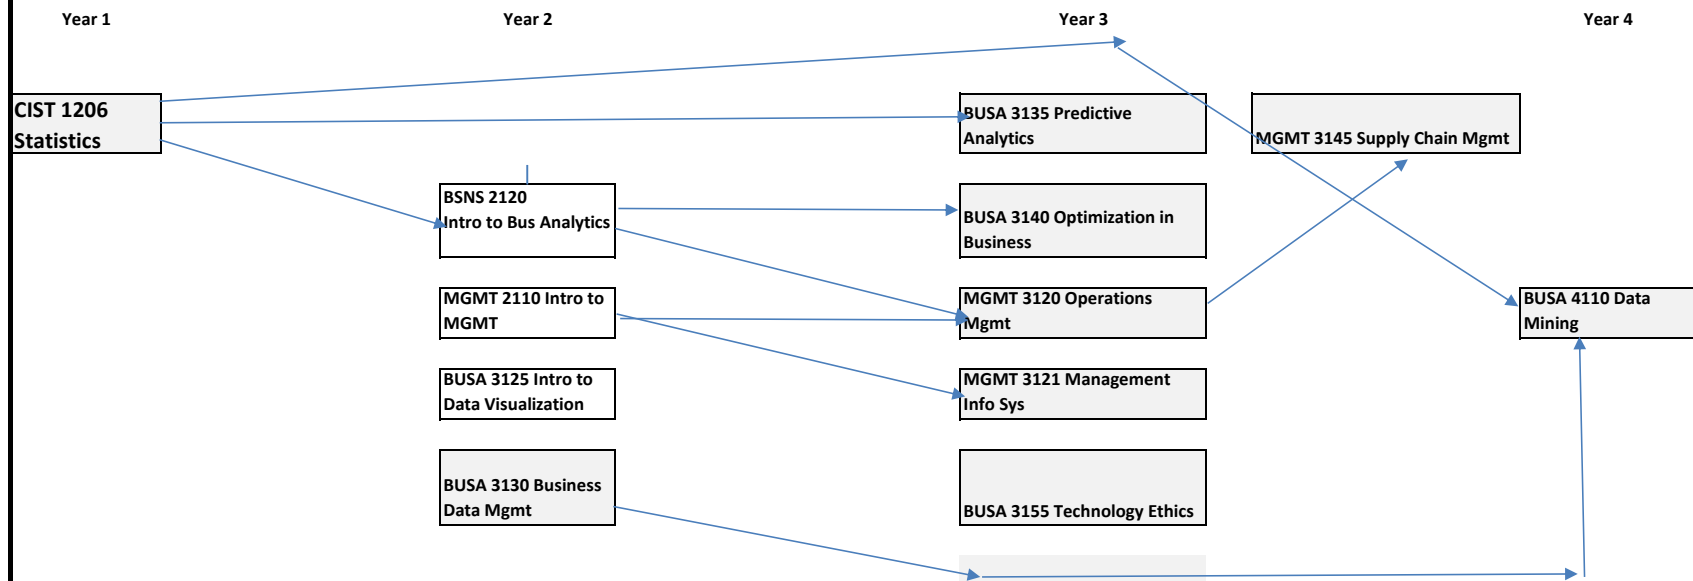 Year 1
Year 2
Year 3
Year 4
CIST 1206
Statistics
BUSA 3135 Predictive
Analytics
MGMT 3145 Supply Chain Mgmt
BSNS 2120
Intro to Bus Analytics
BUSA 3140 Optimization in
Business
MGMT 2110 Intro to
MGMT
MGMT 3120 Operations
Mgmt
BUSA 4110 Data
Mining
BUSA 3125 Intro to
Data Visualization
MGMT 3121 Management
Info Sys
BUSA 3130 Business
Data Mgmt
BUSA 3155 Technology Ethics